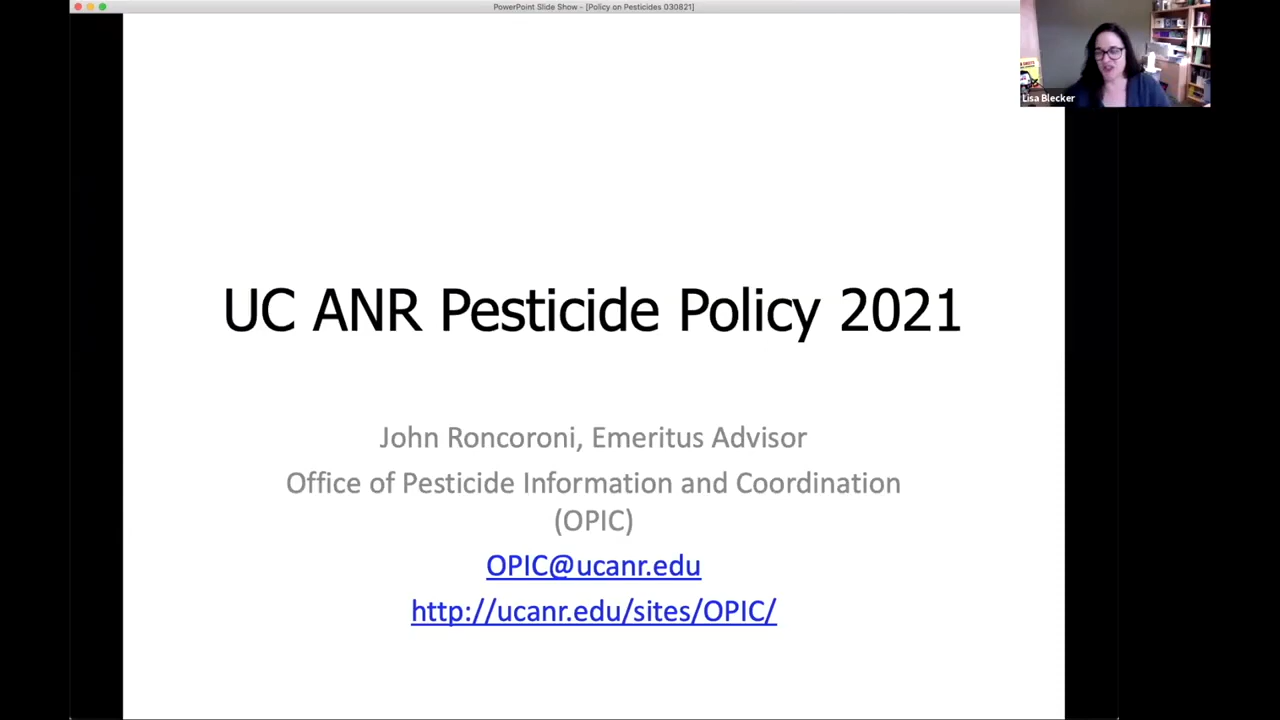 PowerPoint Slide Show - [Policy on Pesticides 030821]
Lisa Blecker
UC ANR Pesticide Policy 2021
John Roncoroni, Emeritus Advisor
Office of Pesticide Information and Coordination
(OPIC)
OPIC@ucanr.edu
http://ucanr.edu/sites/OPIC/